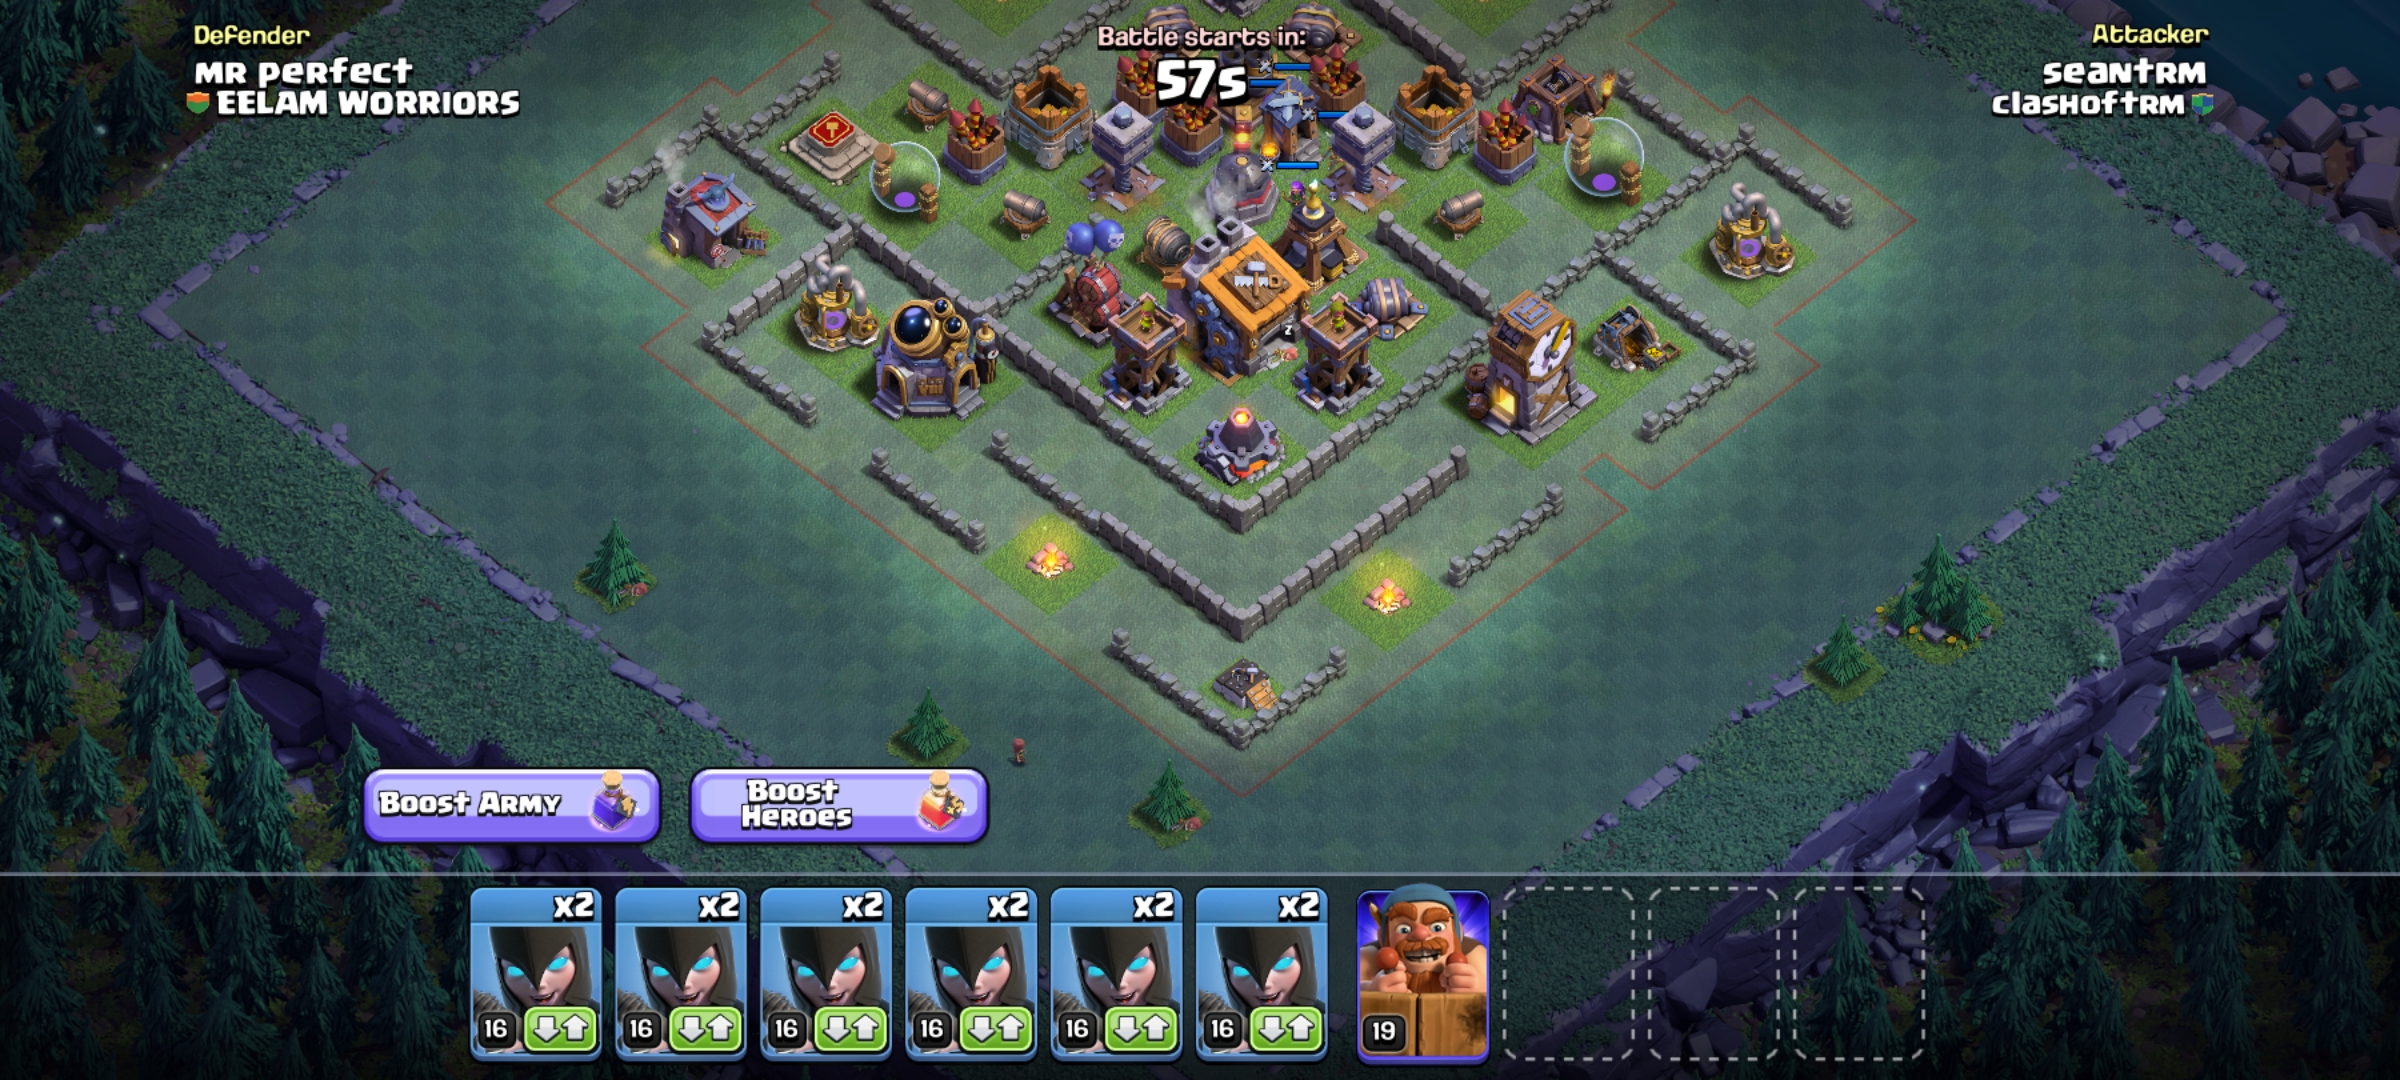 Defender
MR perfect
EELAM WORRIORS
Battle starts in:
57s
Attacker
seantRM
clashoftRM
z
Boost Army
Boost
Heroes
x2
x2
x2
x2
x2
x2
16
16
16
16
16
16
19